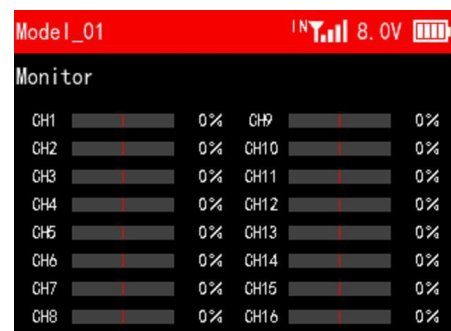 Model_01 IN 8.0V
Monitor
CH1 0% CH9 0%
CH2 0% CH10 0%
CH3 0% CH11 0%
CH4 0% CH12 0%
CH5 0% CH13 0%
CH6 0% CH14 0%
CH7 0% CH15 0%
CH8 0% CH16 0%